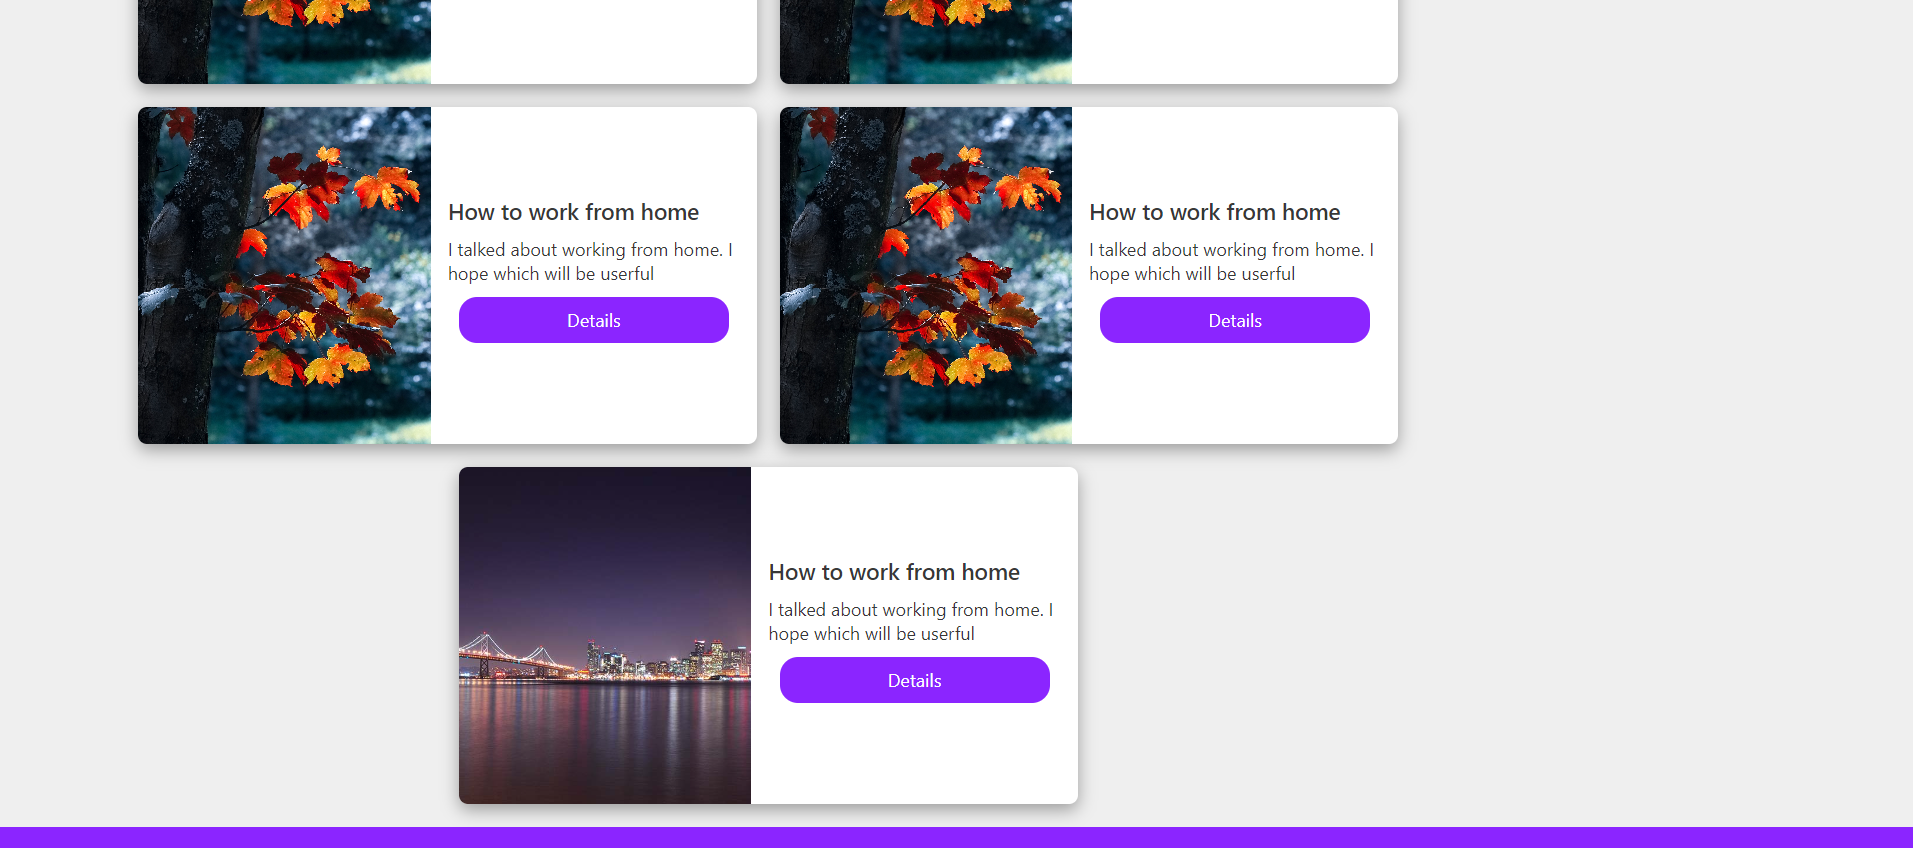 How to work from home
I talked about working from home. I
hope which will be userful
Details
How to work from home
I talked about working from home. I
hope which will be userful
Details
How to work from home
I talked about working from home. I
hope which will be userful
Details